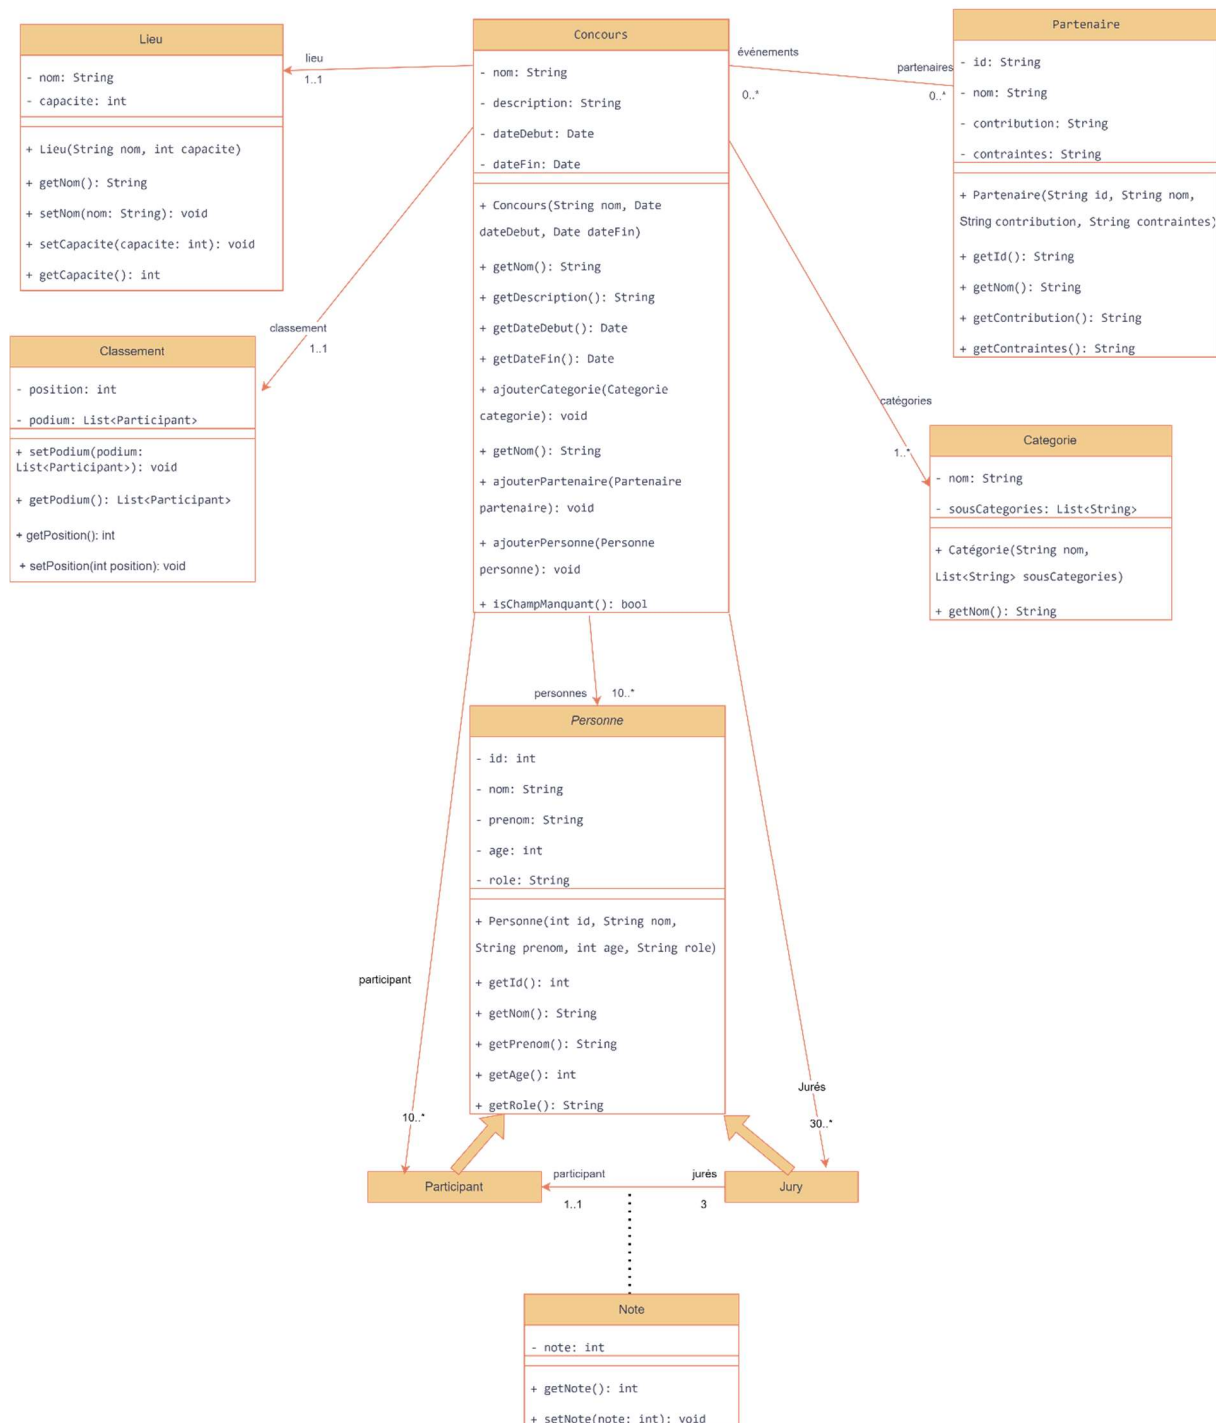 Lieu
- nom: String
- capacite: int
+ Lieu(String nom, int capacite)
+ getNom(): String
+ setNom(nom: String): void
+ setCapacite(capacite: int): void
+ getCapacite(): int
lieu
1..1
Concours
- nom: String
- description: String
- dateDebut: Date
- dateFin: Date
+ Concours(String nom, Date
dateDebut, Date dateFin)
+ getNom(): String
+ getDescription(): String
+ getDateDebut(): Date
+ getDateFin(): Date
+ ajouterCategorie(Categorie
categorie): void
+ getNom(): String
+ ajouterPartenaire(Partenaire
partenaire): void
+ ajouterPersonne(Personne
personne): void
+ isChampManquant(): bool
événements
0..*
partenaires
0..*
Partenaire
- id: String
- nom: String
- contribution: String
- contraintes: String
+ Partenaire(String id, String nom,
String contribution, String contraintes)
+ getId(): String
+ getNom(): String
+ getContribution(): String
+ getContraintes(): String
classement
1..1
Classement
- position: int
- podium: List<Participant>
+ setPodium(podium:
List<Participant>): void
+ getPodium(): List<Participant>
+ getPosition(): int
+ setPosition(int position): void
catégories
1..*
Categorie
- nom: String
- sousCategories: List<String>
+ Catégorie(String nom,
List<String> sousCategories)
+ getNom(): String
personnes
10..*
Personne
- id: int
- nom: String
- prenom: String
- age: int
- role: String
+ Personne(int id, String nom,
String prenom, int age, String role)
+ getId(): int
+ getNom(): String
+ getPrenom(): String
+ getAge(): int
+ getRole(): String
participant
10..*
Jurés
30..*
Participant
participant
1..1
jurés
3
Jury
Note
- note: int
+ getNote(): int
+ setNote(note: int): void